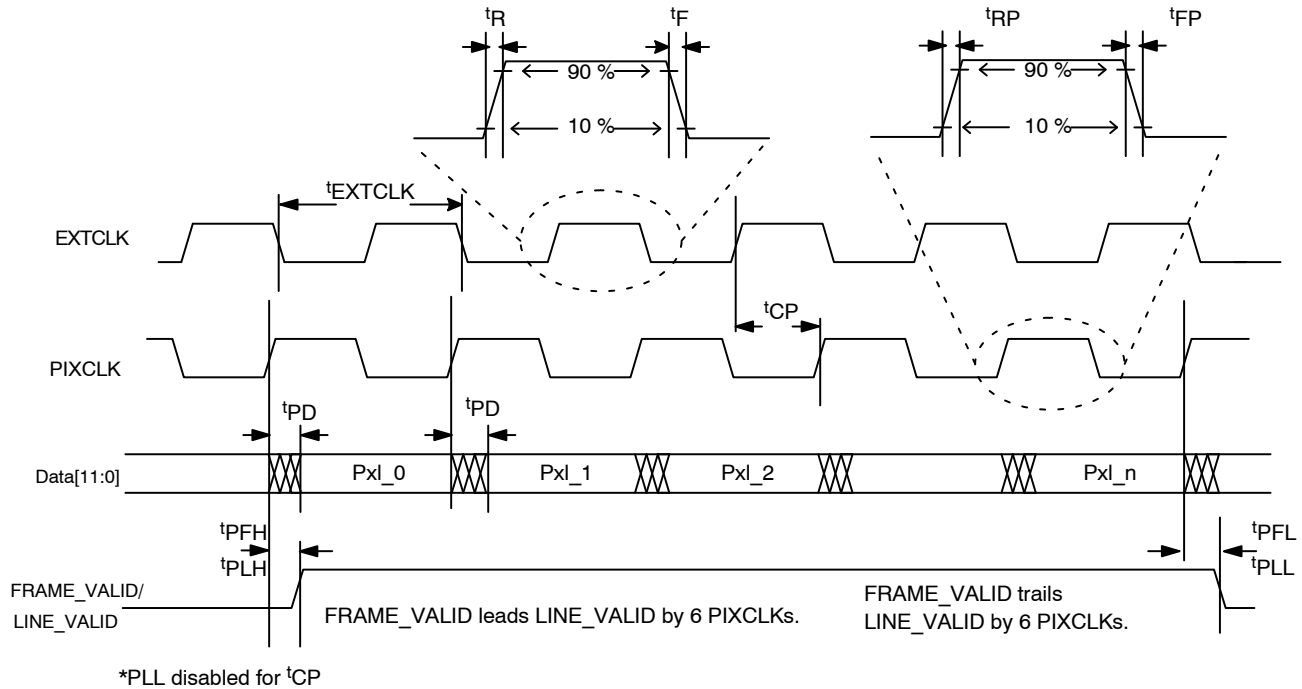 tR tF tRP tFP
90 % 90 %
10 % 10 %
tEXTCLK
EXTCLK
tCP
PIXCLK
tPD tPD
Data[11:0] Pxl_0 Pxl_1 Pxl_2 Pxl_n
tPFH tPFL
tPLH tPLL
FRAME_VALID/
LINE_VALID
FRAME_VALID leads LINE_VALID by 6 PIXCLKs.
FRAME_VALID trails
LINE_VALID by 6 PIXCLKs.
*PLL disabled for tCP